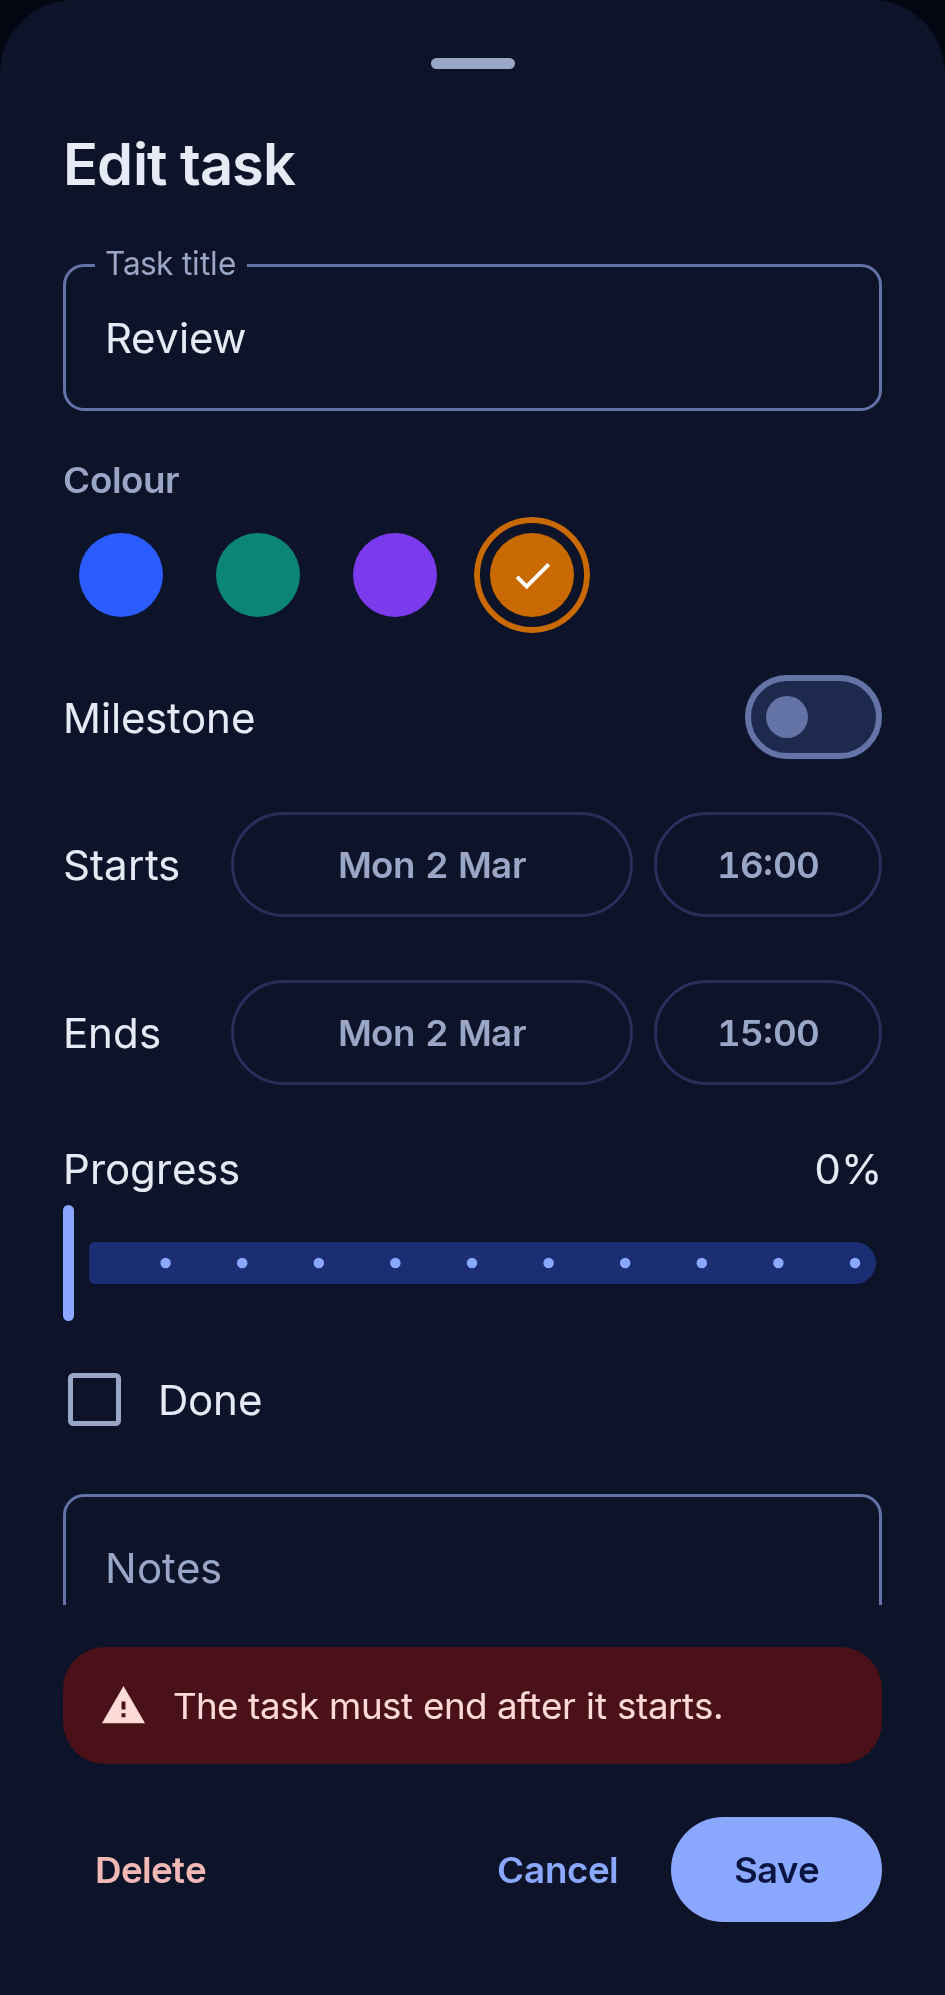 Edit task
Task title
Review
Colour
Milestone
Starts
Mon 2 Mar
16:00
Ends
Mon 2 Mar
15:00
Progress
0%
Done
Notes
The task must end after it starts.
Delete
Cancel
Save